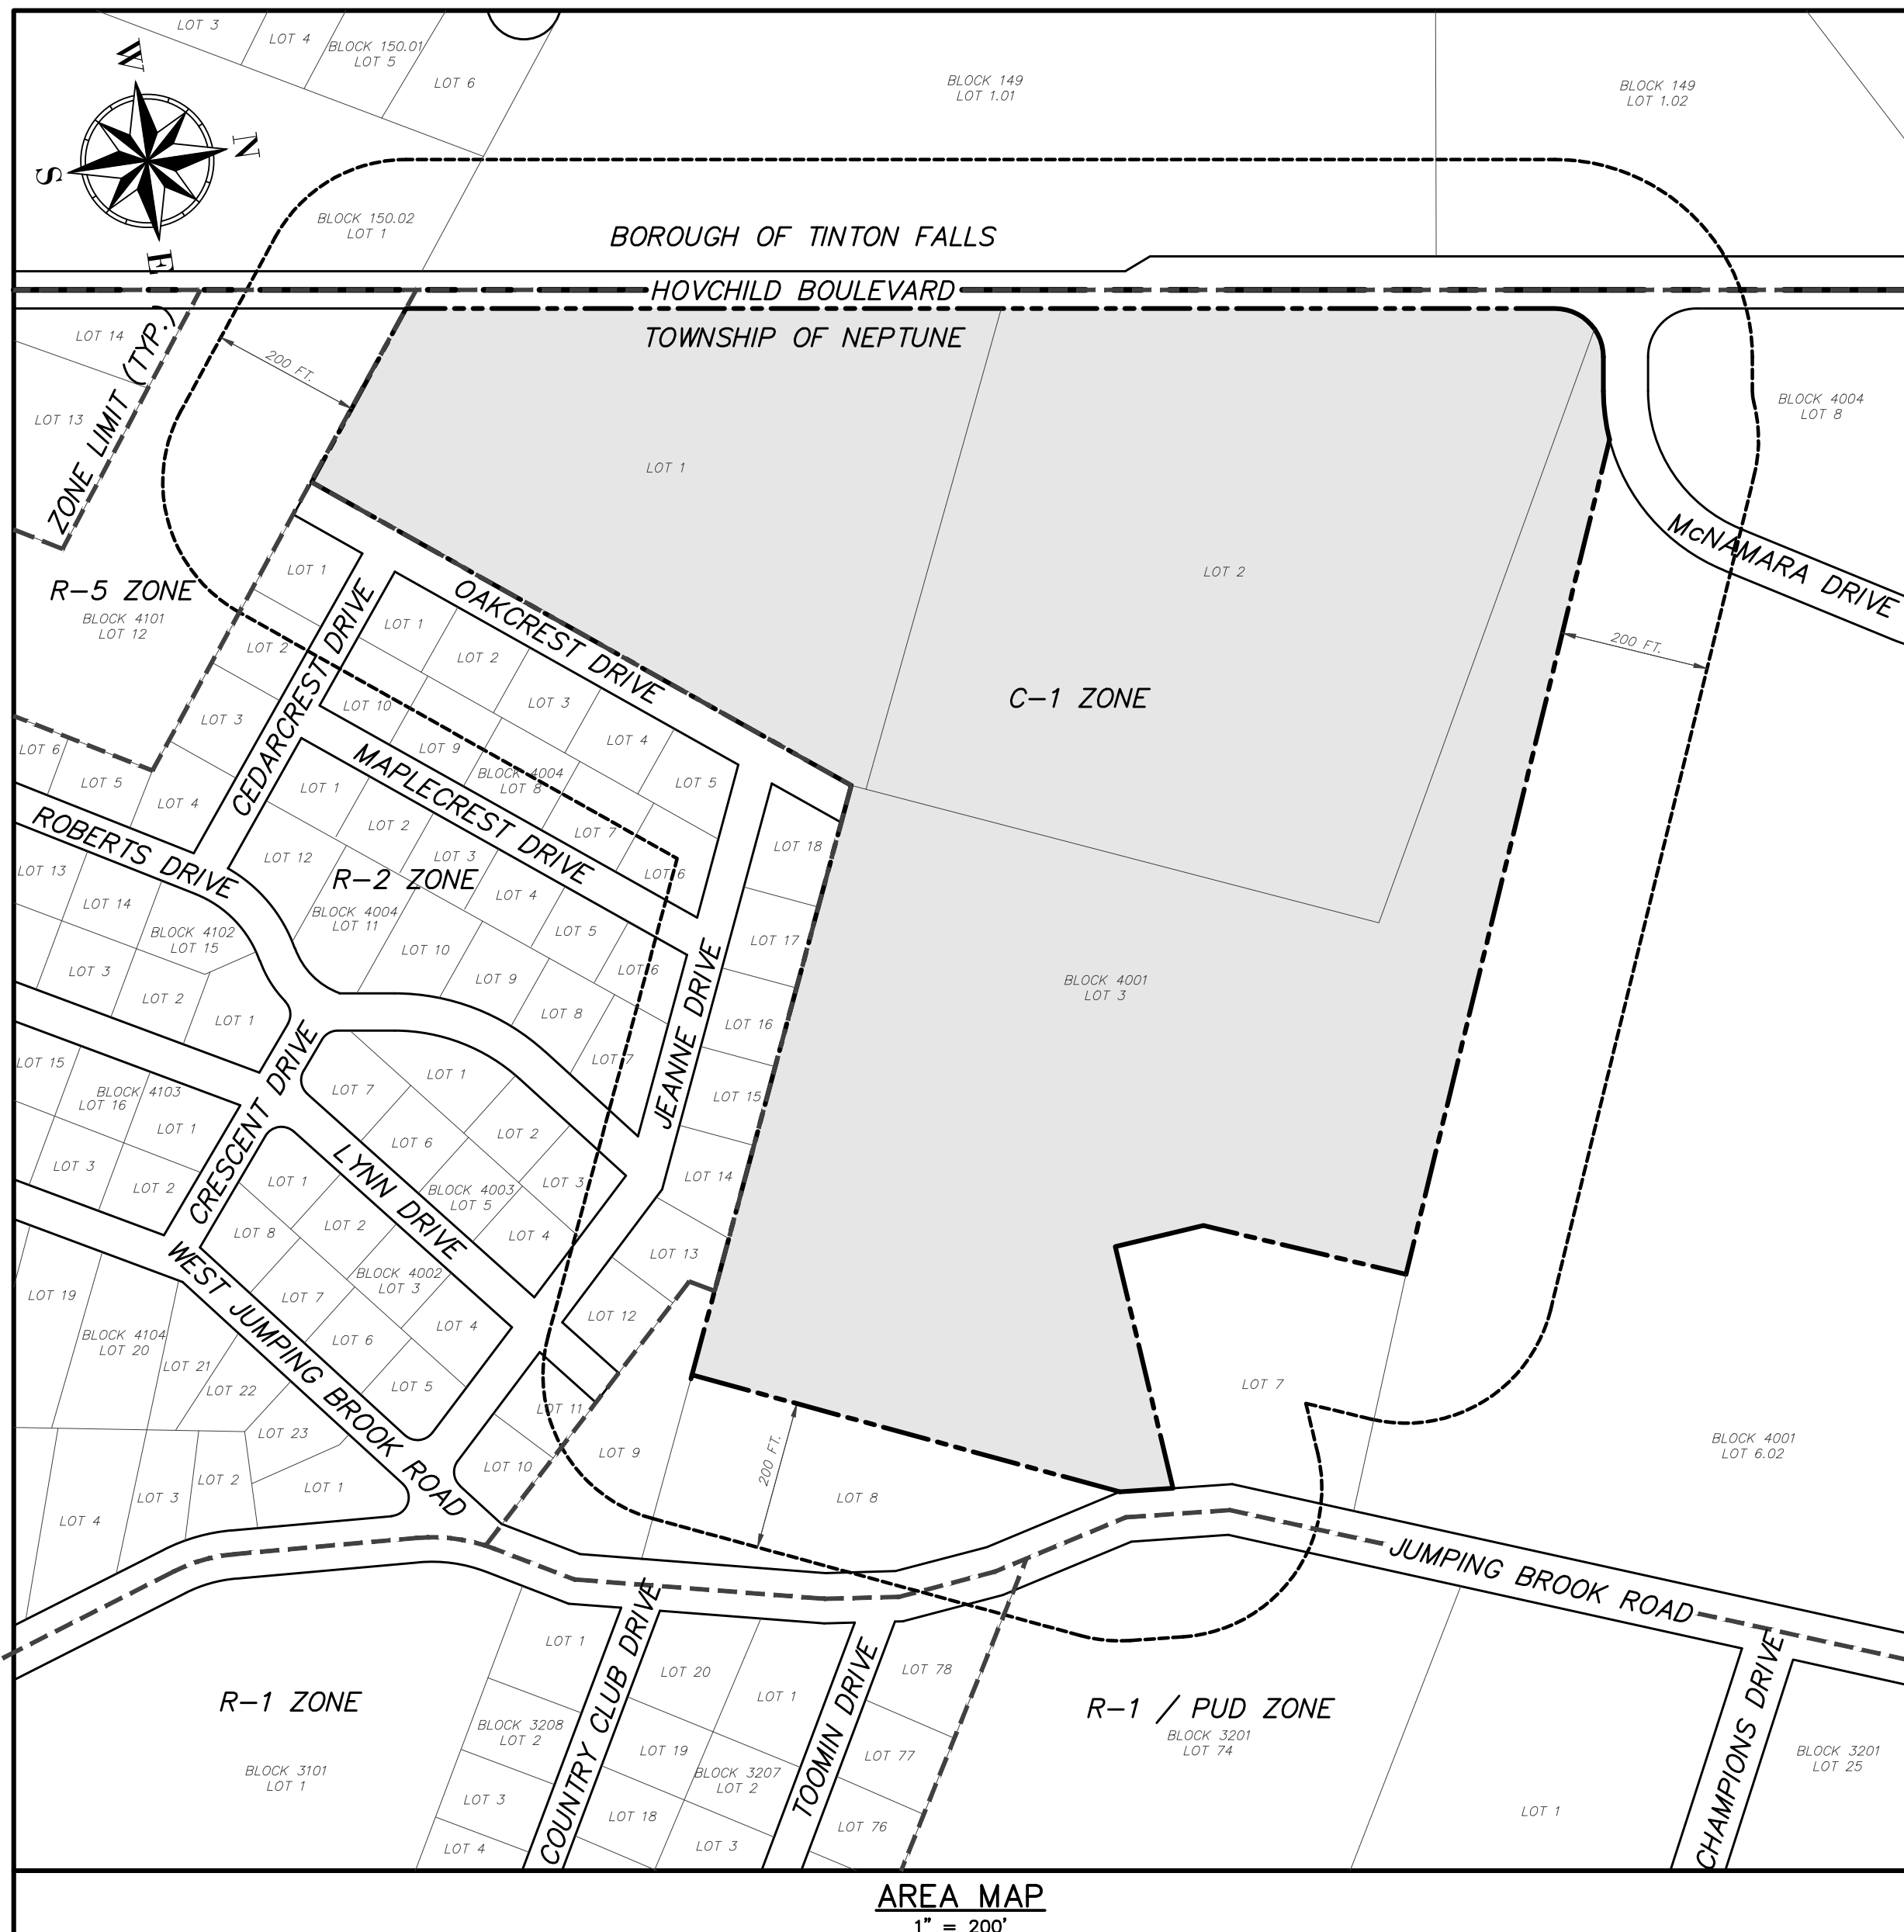 LOT 3
LOT 4
BLOCK 150.01
LOT 5
LOT 6
BLOCK 149
LOT 1.01
BLOCK 149
LOT 1.02
W
N
S
E
BLOCK 150.02
LOT 1
BOROUGH OF TINTON FALLS
HOVCHILD BOULEVARD
TOWNSHIP OF NEPTUNE
LOT 14
LOT 13
ZONE LIMIT (TYP.)
200 FT.
BLOCK 4004
LOT 8
LOT 1
LOT 2
McNAMARA DRIVE
200 FT.
C-1 ZONE
R-5 ZONE
BLOCK 4101
LOT 12
LOT 1
LOT 2
LOT 3
LOT 4
LOT 5
LOT 6
CEDARCREST DRIVE
OAKCREST DRIVE
LOT 1
LOT 2
LOT 3
LOT 4
LOT 5
LOT 10
LOT 9
BLOCK 4004
LOT 8
LOT 7
LOT 6
MAPLECREST DRIVE
ROBERTS DRIVE
LOT 1
LOT 2
LOT 3
LOT 4
LOT 5
LOT 6
LOT 12
R-2 ZONE
BLOCK 4004
LOT 11
LOT 10
LOT 9
LOT 8
LOT 7
JEANNE DRIVE
LOT 18
LOT 17
LOT 16
LOT 15
LOT 14
LOT 13
LOT 12
LOT 11
LOT 10
BLOCK 4001
LOT 3
LOT 13
LOT 14
BLOCK 4102
LOT 15
LOT 3
LOT 2
LOT 1
CRESCENT DRIVE
LOT 15
BLOCK 4103
LOT 16
LOT 1
LOT 3
LOT 2
LOT 7
LOT 1
LOT 6
LOT 2
BLOCK 4003
LOT 5
LOT 3
LOT 4
LYNN DRIVE
LOT 1
LOT 8
LOT 2
BLOCK 4002
LOT 3
LOT 7
LOT 6
LOT 4
LOT 5
WEST JUMPING BROOK ROAD
LOT 19
BLOCK 4104
LOT 20
LOT 21
LOT 22
LOT 23
LOT 1
LOT 2
LOT 3
LOT 4
LOT 9
200 FT.
LOT 8
LOT 7
BLOCK 4001
LOT 6.02
JUMPING BROOK ROAD
R-1 ZONE
BLOCK 3101
LOT 1
LOT 1
BLOCK 3208
LOT 2
LOT 3
LOT 4
COUNTRY CLUB DRIVE
LOT 20
LOT 1
LOT 19
BLOCK 3207
LOT 2
LOT 18
LOT 3
TOOMIN DRIVE
LOT 78
LOT 77
LOT 76
R-1 / PUD ZONE
BLOCK 3201
LOT 74
LOT 1
CHAMPIONS DRIVE
BLOCK 3201
LOT 25
AREA MAP
1" = 200'